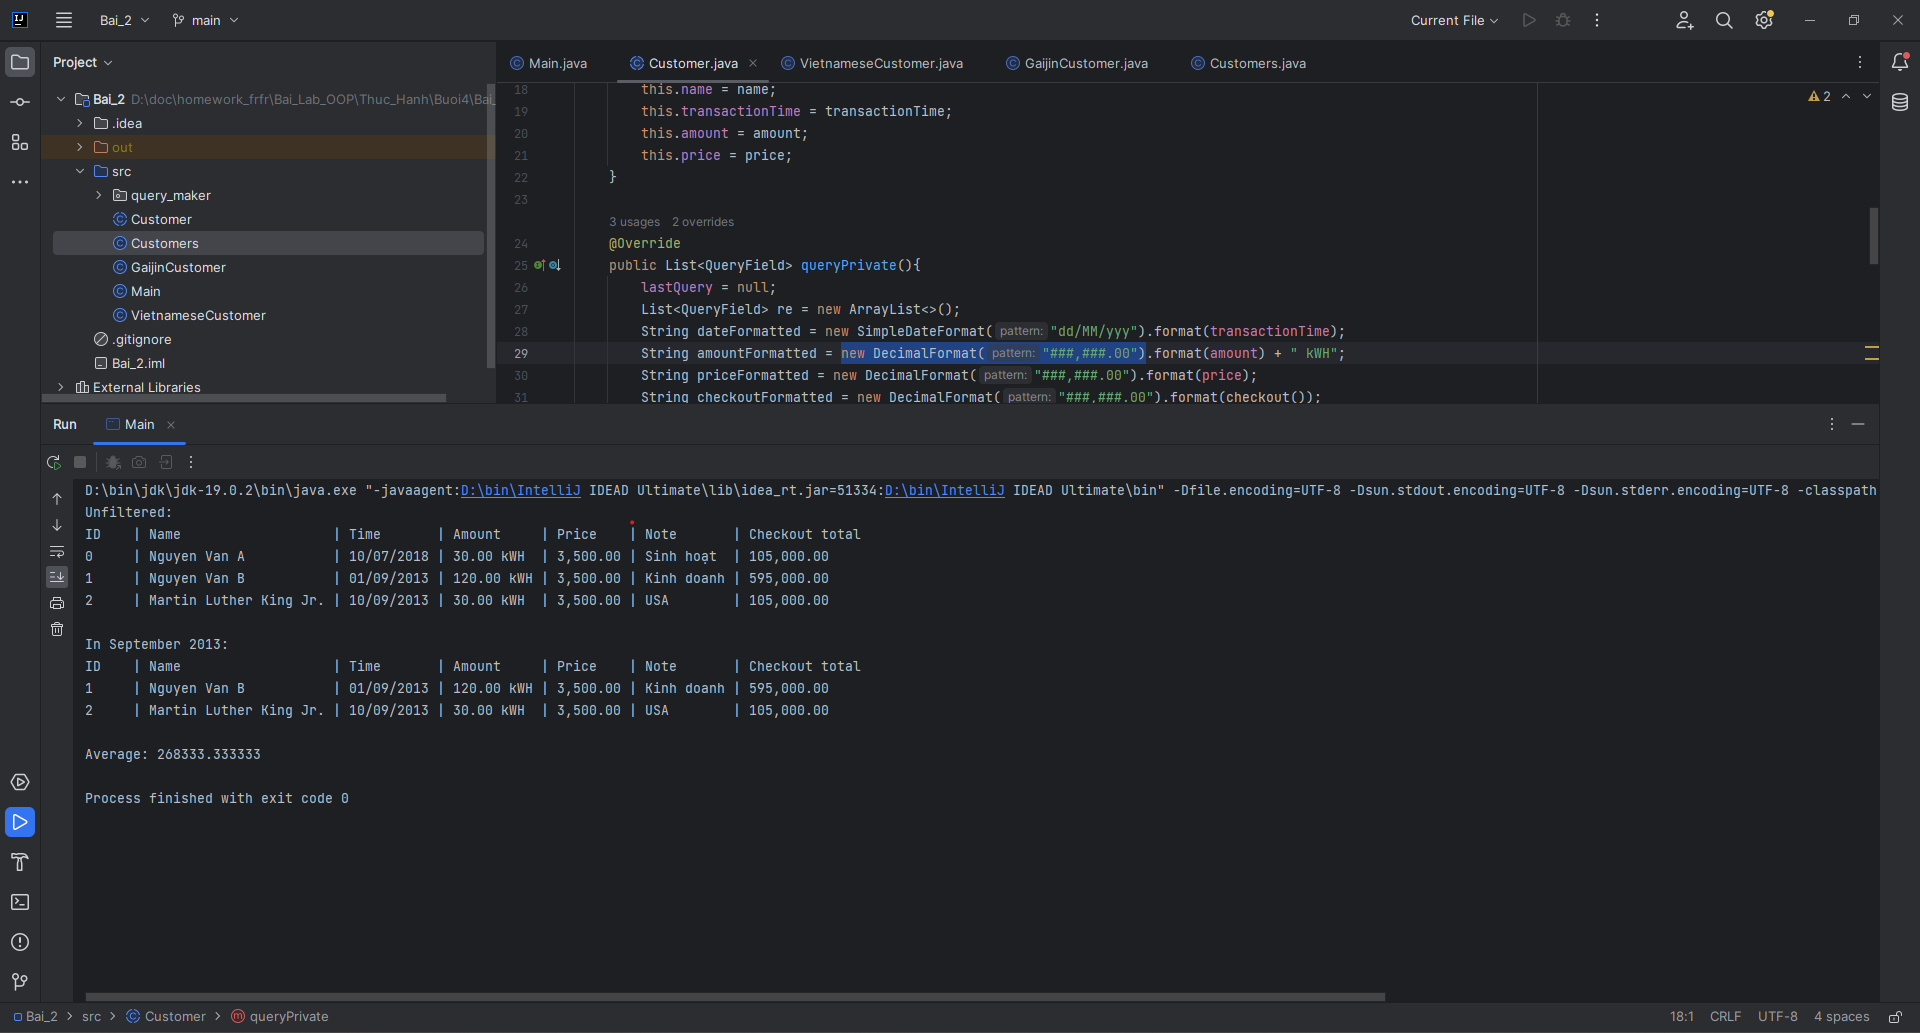 Bai_2 main Current File
Project
Bai_2 D:\doc\homework_frfr\Bai_Lab_OOP\Thuc_Hanh\Buoi4\Bai_
.idea
out
src
query_maker
Customer
Customers
GaijinCustomer
Main
VietnameseCustomer
.gitignore
Bai_2.iml
External Libraries
Main.java Customer.java VietnameseCustomer.java GaijinCustomer.java Customers.java
2
18 this.name = name;
19 this.transactionTime = transactionTime;
20 this.amount = amount;
21 this.price = price;
22 }
23
3 usages 2 overrides
24 @Override
25 public List<QueryField> queryPrivate(){
26 lastQuery = null;
27 List<QueryField> re = new ArrayList<>();
28 String dateFormatted = new SimpleDateFormat( pattern: "dd/MM/yyy").format(transactionTime);
29 String amountFormatted = new DecimalFormat( pattern: "###,###.00").format(amount) + " kWH";
30 String priceFormatted = new DecimalFormat( pattern: "###,###.00").format(price);
31 String checkoutFormatted = new DecimalFormat( pattern: "###,###.00").format(checkout());
Run Main
D:\bin\jdk\jdk-19.0.2\bin\java.exe "-javaagent:D:\bin\IntelliJ IDEAD Ultimate\lib\idea_rt.jar=51334:D:\bin\IntelliJ IDEAD Ultimate\bin" -Dfile.encoding=UTF-8 -Dsun.stdout.encoding=UTF-8 -Dsun.stderr.encoding=UTF-8 -classpath
Unfiltered:
ID | Name | Time | Amount | Price | Note | Checkout total
0 | Nguyen Van A | 10/07/2018 | 30.00 kWH | 3,500.00 | Sinh hoạt | 105,000.00
1 | Nguyen Van B | 01/09/2013 | 120.00 kWH | 3,500.00 | Kinh doanh | 595,000.00
2 | Martin Luther King Jr. | 10/09/2013 | 30.00 kWH | 3,500.00 | USA | 105,000.00
In September 2013:
ID | Name | Time | Amount | Price | Note | Checkout total
1 | Nguyen Van B | 01/09/2013 | 120.00 kWH | 3,500.00 | Kinh doanh | 595,000.00
2 | Martin Luther King Jr. | 10/09/2013 | 30.00 kWH | 3,500.00 | USA | 105,000.00
Average: 268333.333333
Process finished with exit code 0
Bai_2 > src > Customer > queryPrivate 18:1 CRLF UTF-8 4 spaces